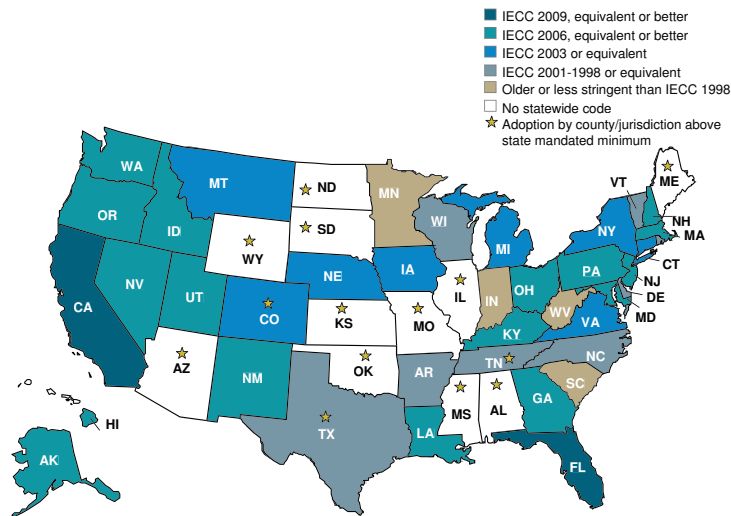 IECC 2009, equivalent or better
IECC 2006, equivalent or better
IECC 2003 or equivalent
IECC 2001-1998 or equivalent
Older or less stringent than IECC 1998
No statewide code
Adoption by county/jurisdiction above
state mandated minimum
WA
MT
ND
MN
VT
ME
OR
ID
SD
WI
NY
NH
MA
WY
MI
CT
NV
NE
IA
PA
NJ
CA
UT
CO
IL
IN
OH
DE
MD
KS
MO
WV
VA
KY
AZ
NM
OK
AR
TN
NC
SC
MS
AL
GA
HI
TX
LA
AK
FL